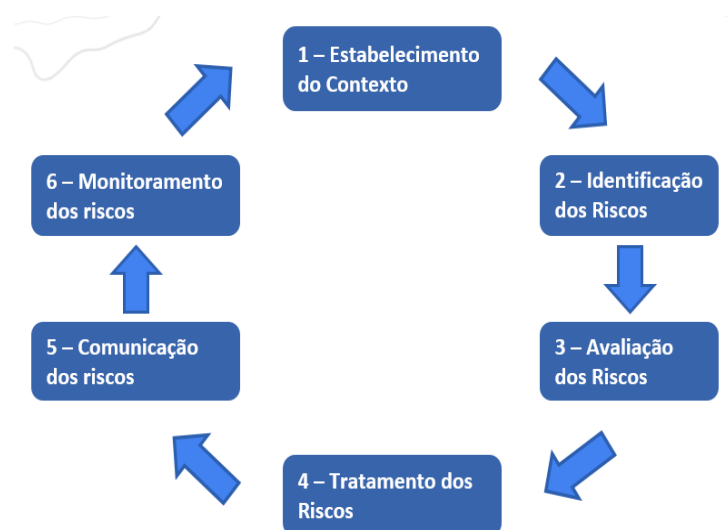 1 – Estabelecimento
do Contexto
2 – Identificação
dos Riscos
3 – Avaliação
dos Riscos
4 – Tratamento dos
Riscos
5 – Comunicação
dos riscos
6 – Monitoramento
dos riscos